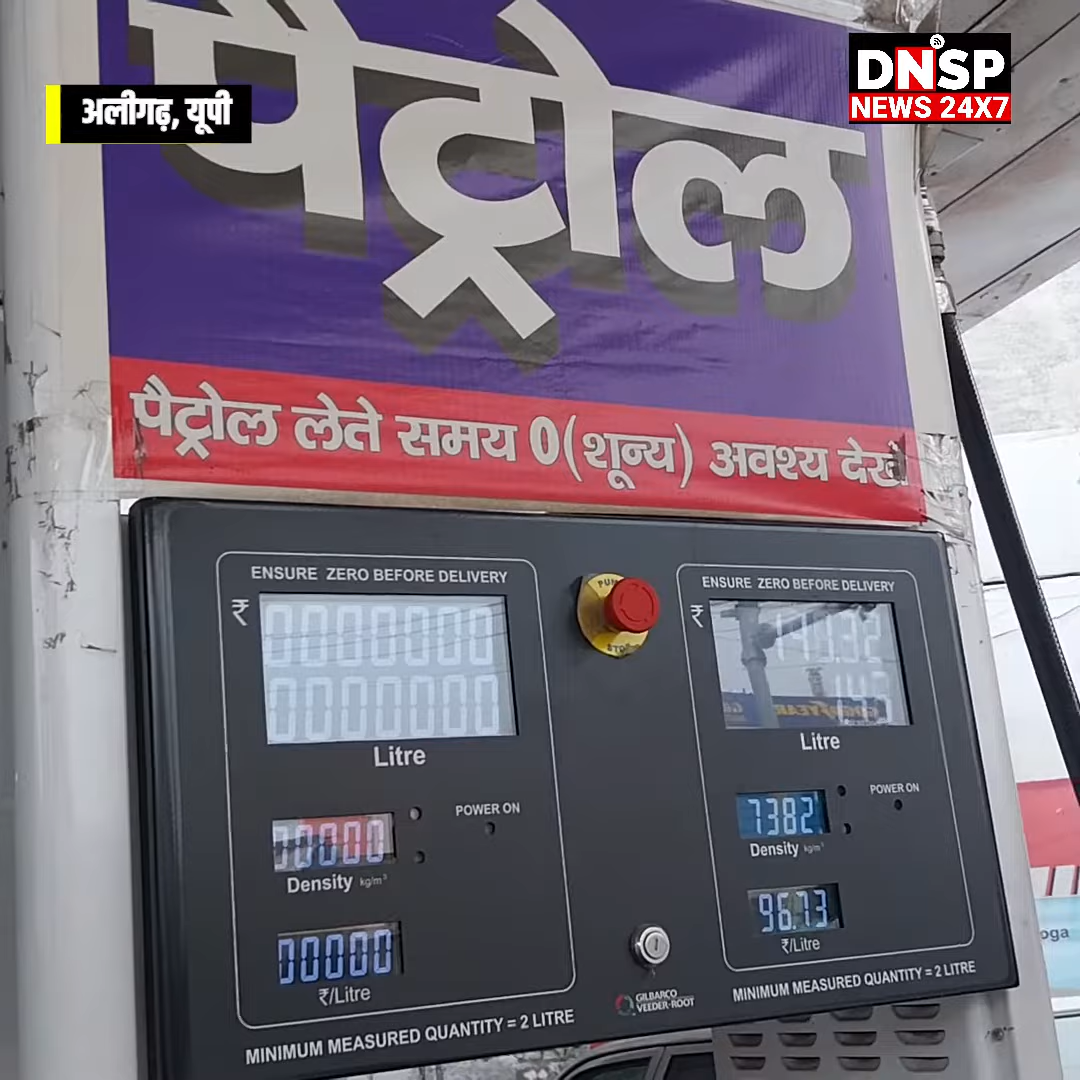 पैट्रोल
DNSP
NEWS 24X7
अलीगढ़, यूपी
पैट्रोल लेते समय 0(शून्य) अवश्य देखें
ENSURE ZERO BEFORE DELIVERY
₹
0000000
0000000
Litre
00000
Density kg/m³
POWER ON
00000
₹/Litre
MINIMUM MEASURED QUANTITY = 2 LITRE
ENSURE ZERO BEFORE DELIVERY
₹
Litre
738.2
Density kg/m³
POWER ON
96.73
₹/Litre
MINIMUM MEASURED QUANTITY = 2 LITRE
GILBARCO
VEEDER-ROOT